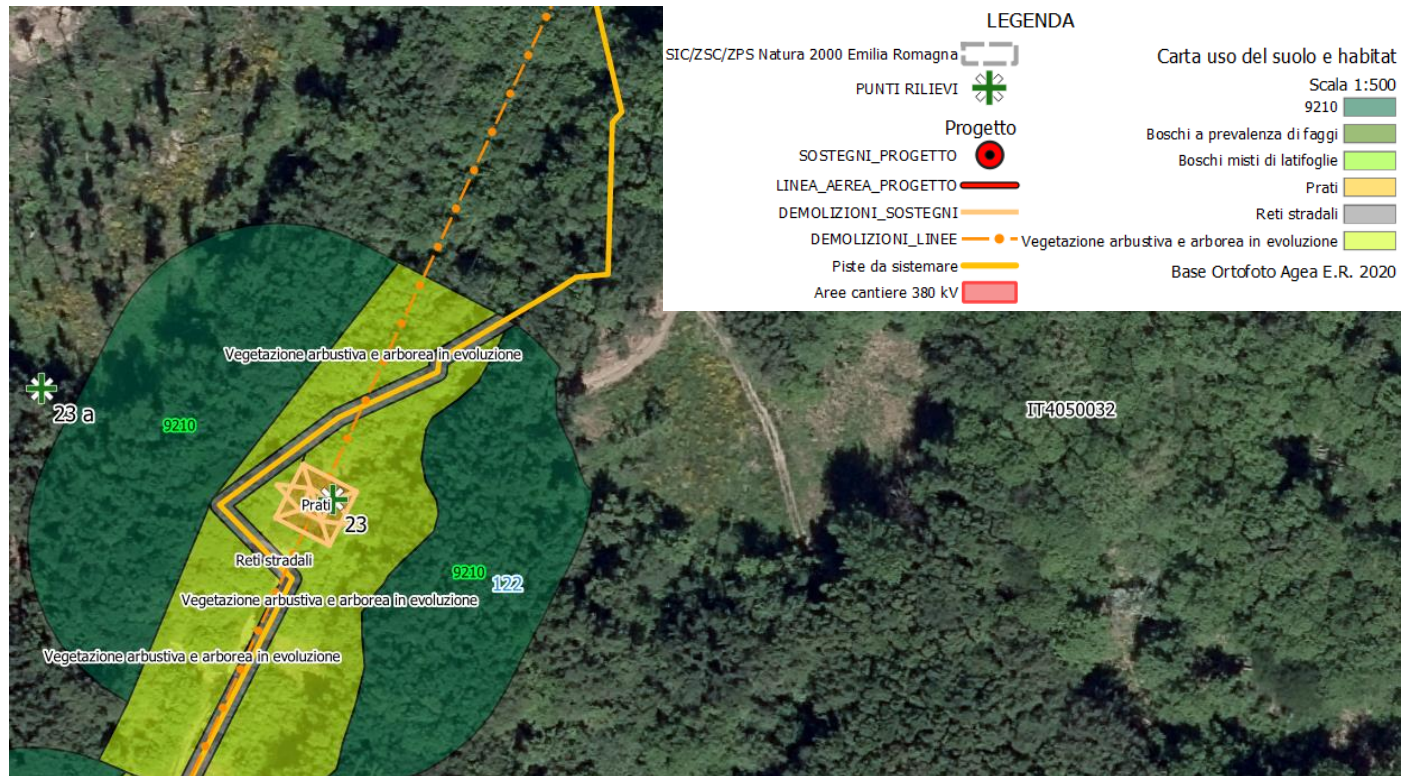 LEGENDA
SIC/ZSC/ZPS Natura 2000 Emilia Romagna
PUNTI RILIEVI
Progetto
SOSTEGNI_PROGETTO
LINEA_AEREA_PROGETTO
DEMOLIZIONI_SOSTEGNI
DEMOLIZIONI_LINEE
Piste da sistemare
Aree cantiere 380 kV
Carta uso del suolo e habitat
Scala 1:500
9210
Boschi a prevalenza di faggi
Boschi misti di latifoglie
Prati
Reti stradali
Vegetazione arbustiva e arborea in evoluzione
Base Ortofoto Agea E.R. 2020
Vegetazione arbustiva e arborea in evoluzione
23 a
9210
IT4050032
Prati
23
Reti stradali
9210
122
Vegetazione arbustiva e arborea in evoluzione
Vegetazione arbustiva e arborea in evoluzione